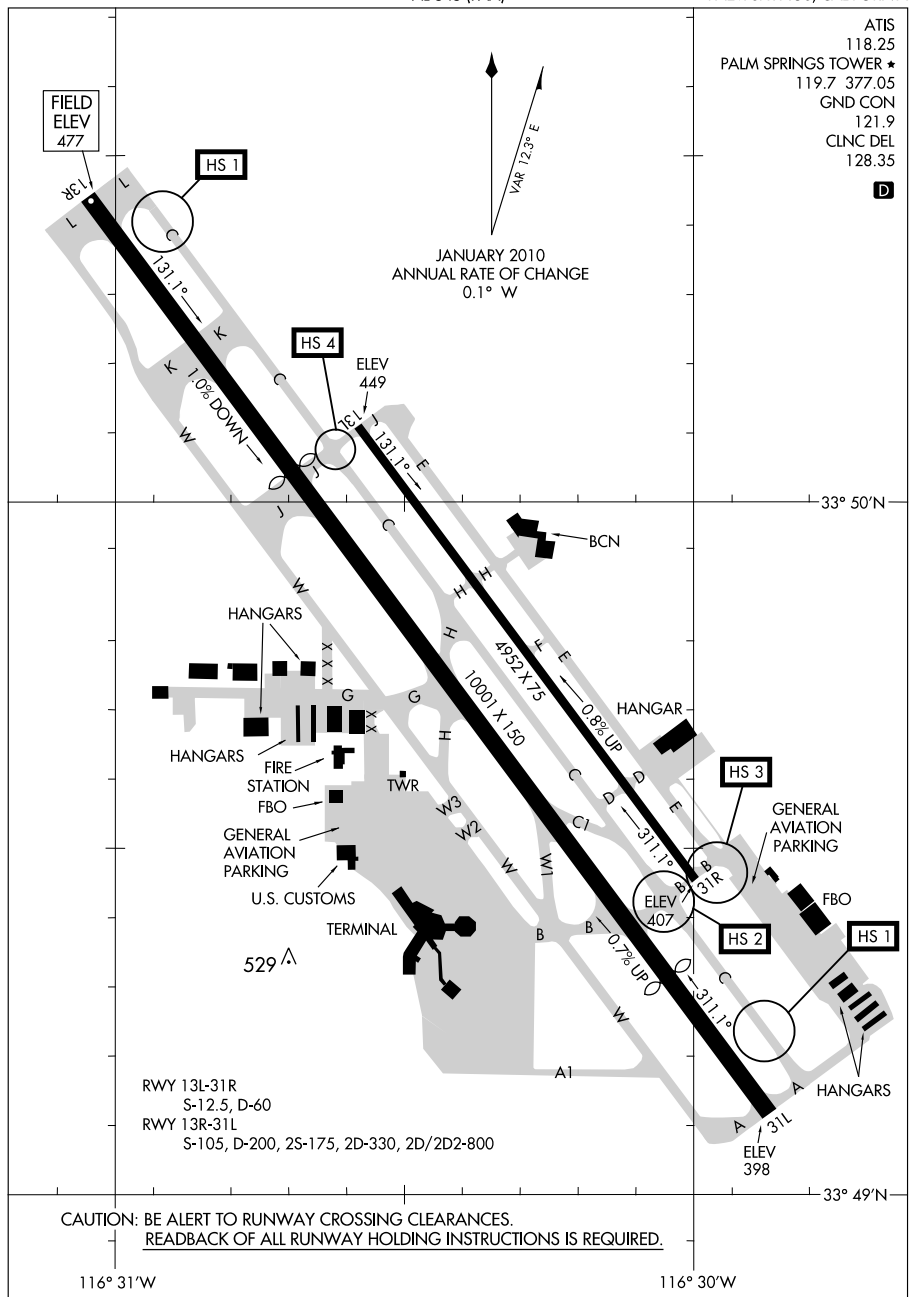 ATIS
118.25
PALM SPRINGS TOWER ★
119.7 377.05
GND CON
121.9
CLNC DEL
128.35
D
FIELD
ELEV
477
HS 1
VAR 12.3° E
JANUARY 2010
ANNUAL RATE OF CHANGE
0.1° W
13R
L
L
C
131.1°
K
K
C
HS 4
ELEV
449
13L
J
131.1°
E
1.0% DOWN
W
J
J
33° 50'N
C
BCN
W
H
H
H
F
E
HANGARS
4952 X 75
X
X
X
G
G
10001 X 150
0.8% UP
HANGAR
X
X
H
HANGARS
FIRE
STATION
TWR
C
D
D
E
HS 3
FBO
W3
W2
C1
311.1°
GENERAL
AVIATION
PARKING
GENERAL
AVIATION
PARKING
W
W1
B
B
31R
U.S. CUSTOMS
ELEV
407
FBO
TERMINAL
B
B
HS 2
HS 1
529
0.7% UP
C
311.1°
W
A1
HANGARS
RWY 13L-31R
S-12.5, D-60
RWY 13R-31L
S-105, D-200, 2S-175, 2D-330, 2D/2D2-800
A
A
31L
ELEV
398
33° 49'N
CAUTION: BE ALERT TO RUNWAY CROSSING CLEARANCES.
READBACK OF ALL RUNWAY HOLDING INSTRUCTIONS IS REQUIRED.
116° 31'W
116° 30'W